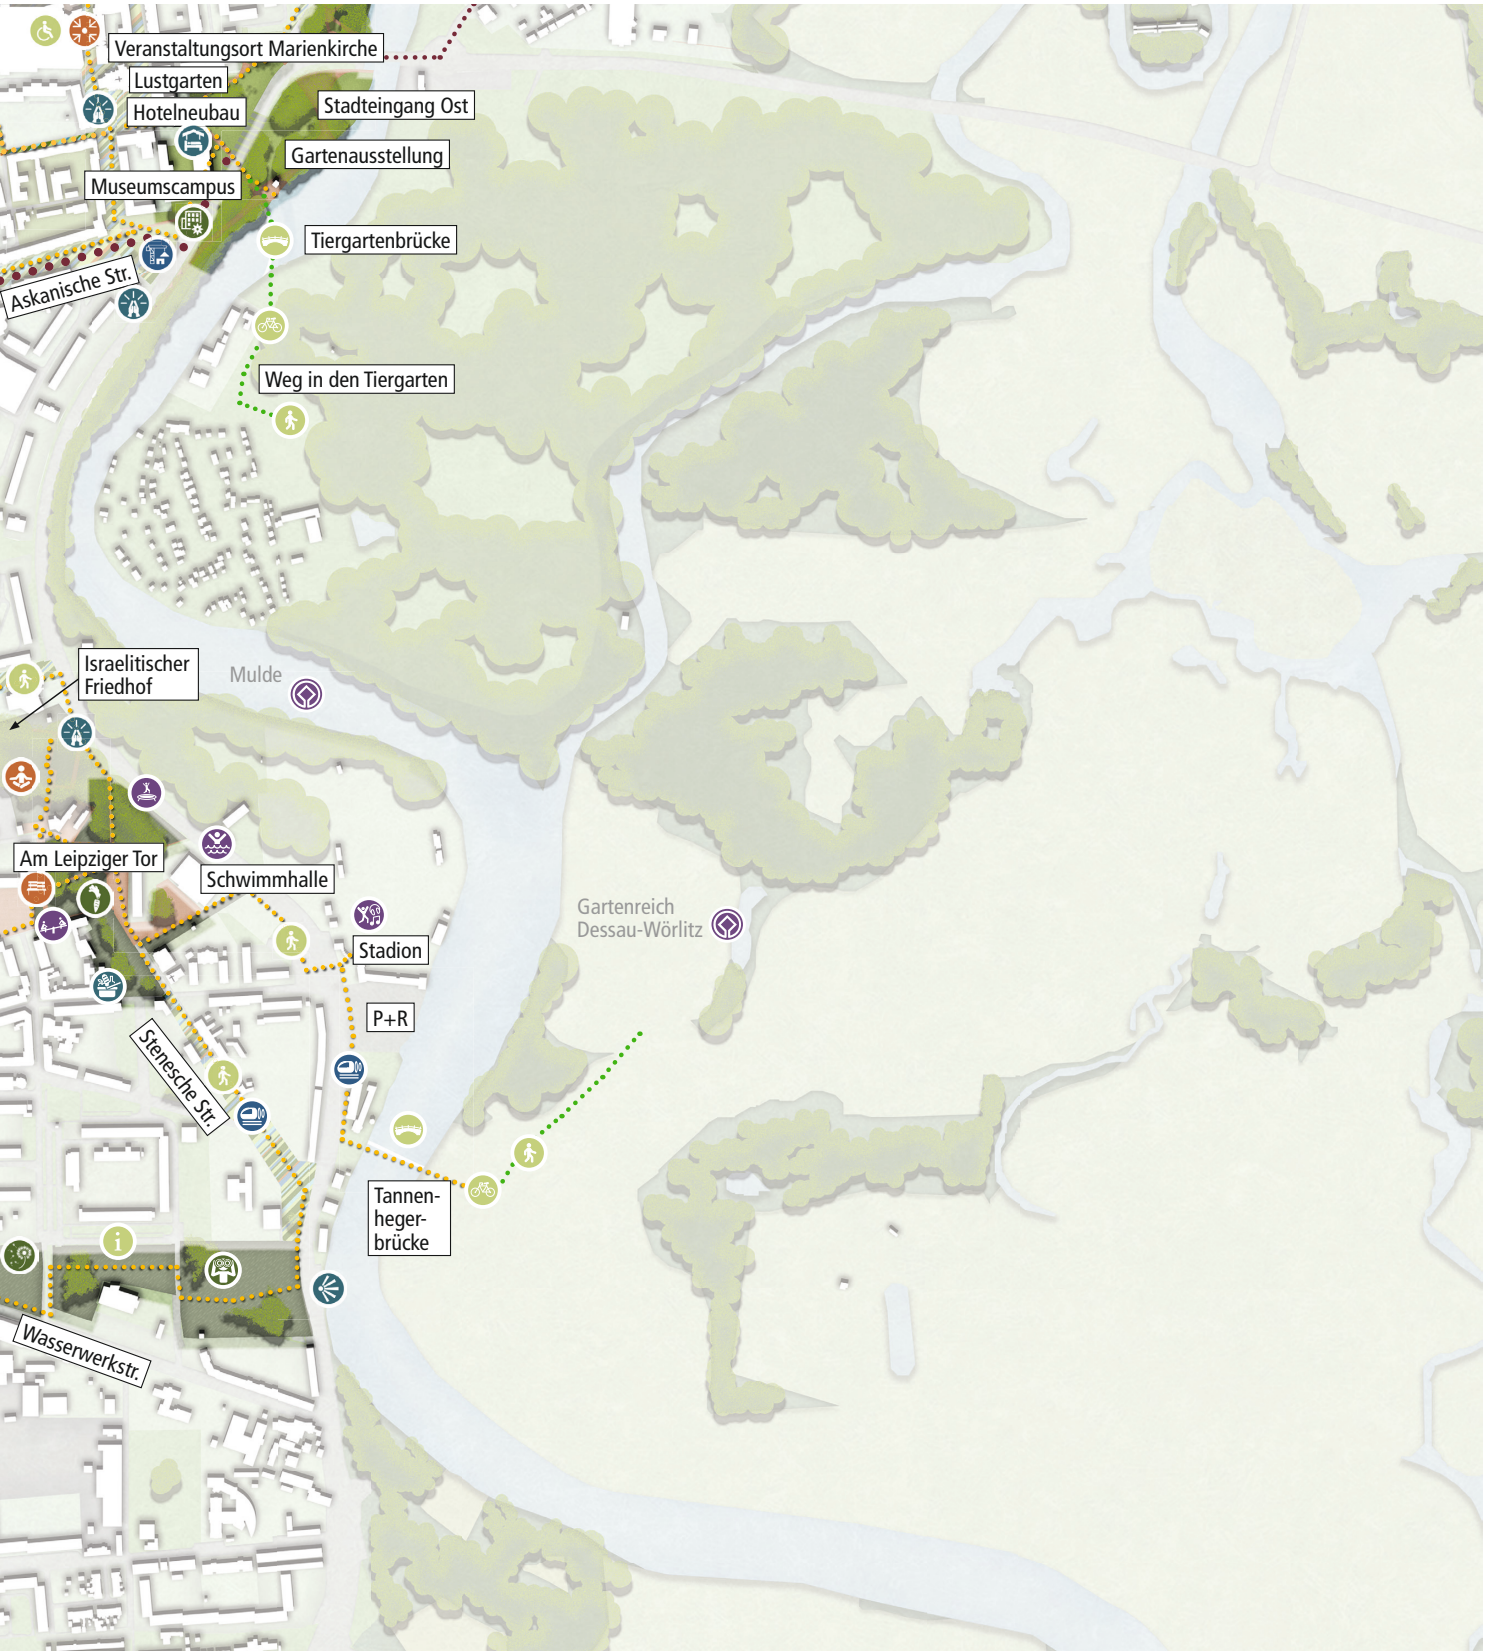 Veranstaltungsort Marienkirche
Lustgarten
Stadteingang Ost
Hotelneubau
Gartenausstellung
Museumscampus
Tiergartenbrücke
Askanische Str.
Weg in den Tiergarten
Israelitischer
Friedhof
Mulde
Am Leipziger Tor
Schwimmhalle
Gartenreich
Dessau-Wörlitz
Stadion
P+R
Stenesche Str.
Tannen-
heger-
brücke
i
Wasserwerkstr.